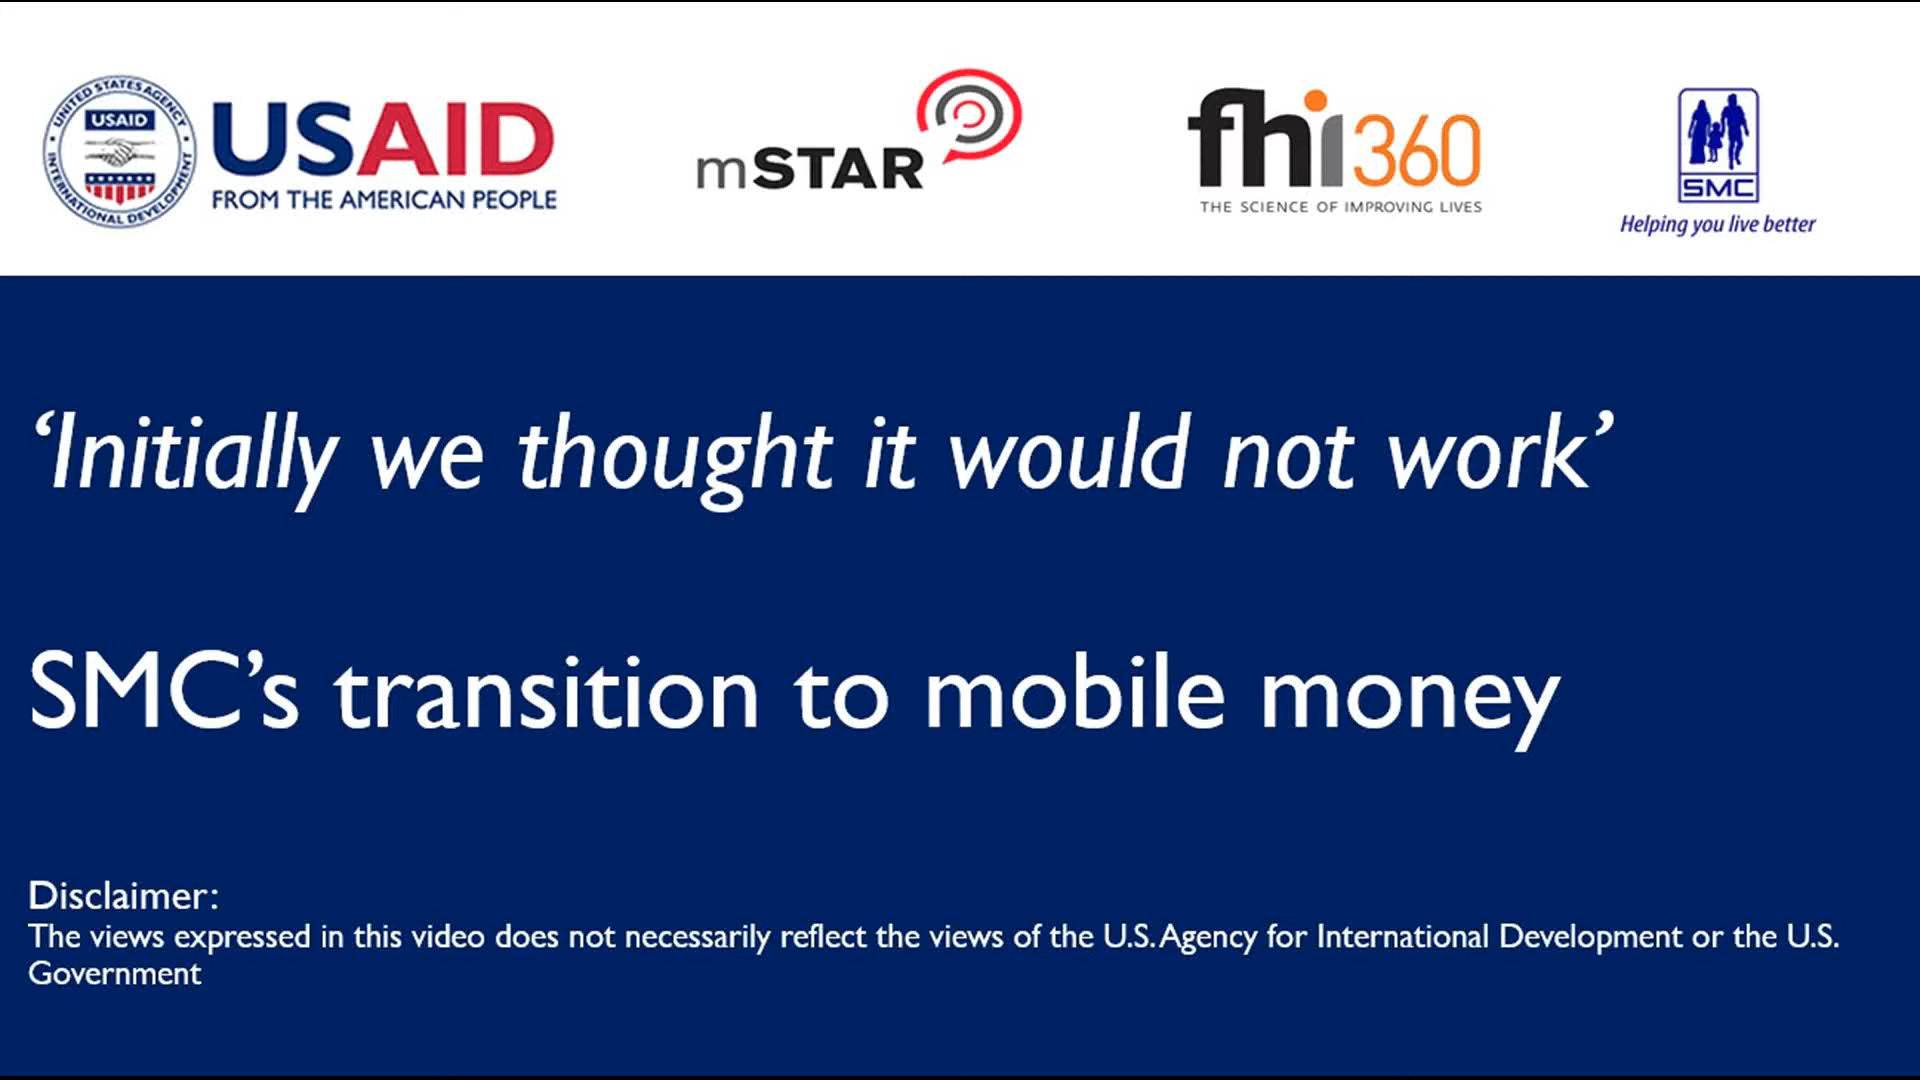 UNITED STATES AGENCY
USAID
INTERNATIONAL DEVELOPMENT
USAID
FROM THE AMERICAN PEOPLE
mSTAR
fhi360
THE SCIENCE OF IMPROVING LIVES
SMC
Helping you live better
‘Initially we thought it would not work’
SMC’s transition to mobile money
Disclaimer:
The views expressed in this video does not necessarily reflect the views of the U.S. Agency for International Development or the U.S.
Government